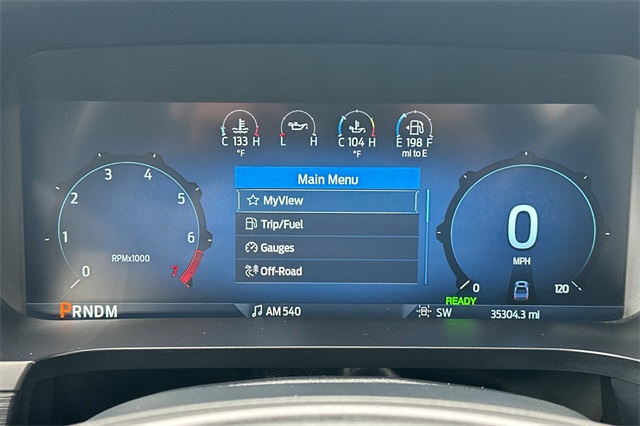 C 133 H
°F
L H
C 104 H
°F
E 198 F
mi to E
Main Menu
MyView
Trip/Fuel
Gauges
Off-Road
0 1 2 3 4 5 6
RPMx1000
0
MPH
0 120
READY
PRNDM
AM 540
SW
35304.3 mi